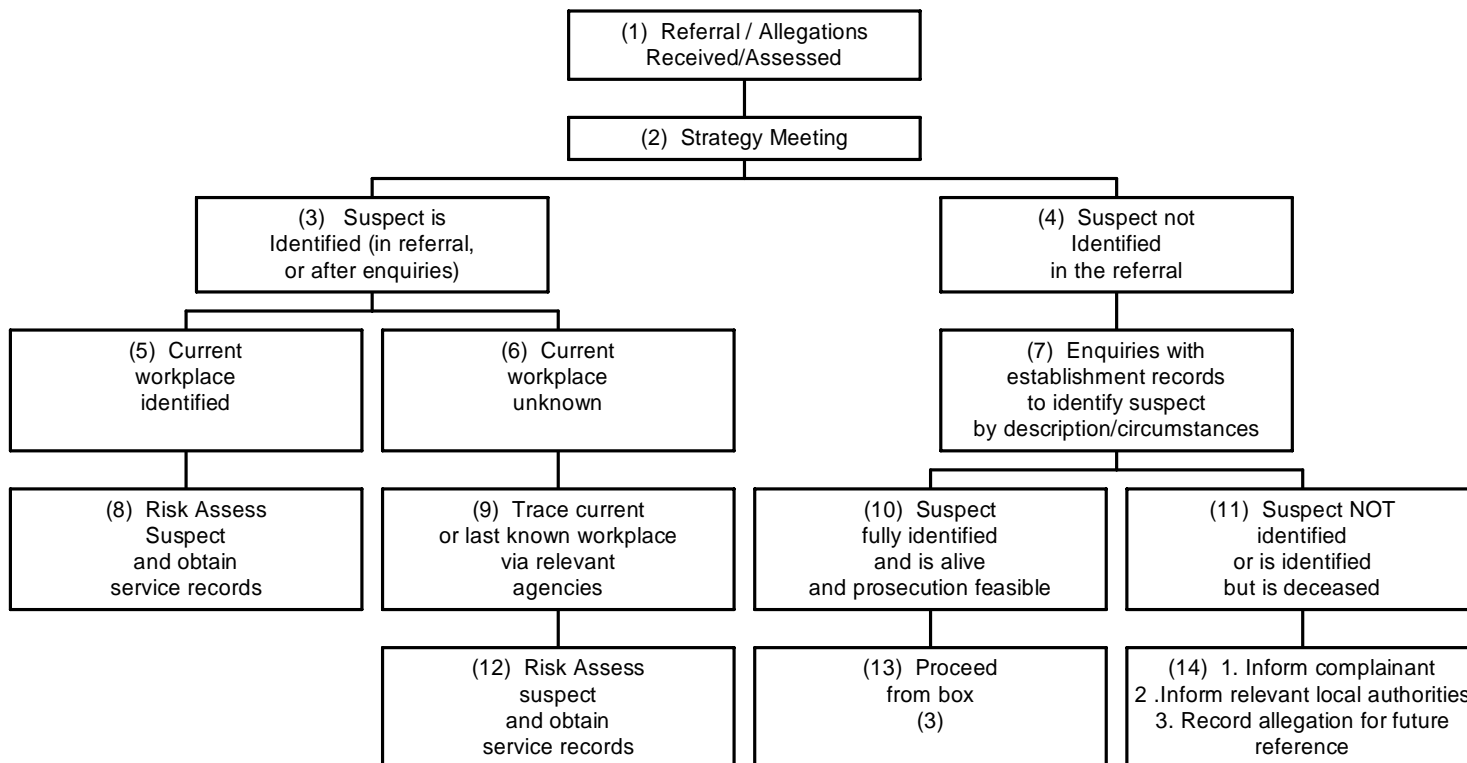 (1) Referral / Allegations
Received/Assessed
(2) Strategy Meeting
(3) Suspect is
Identified (in referral,
or after enquiries)
(4) Suspect not
Identified
in the referral
(5) Current
workplace
identified
(6) Current
workplace
unknown
(7) Enquiries with
establishment records
to identify suspect
by description/circumstances
(8) Risk Assess
Suspect
and obtain
service records
(9) Trace current
or last known workplace
via relevant
agencies
(10) Suspect
fully identified
and is alive
and prosecution feasible
(11) Suspect NOT
identified
or is identified
but is deceased
(12) Risk Assess
suspect
and obtain
service records
(13) Proceed
from box
(3)
(14) 1. Inform complainant
2 .Inform relevant local authorities
3. Record allegation for future
reference